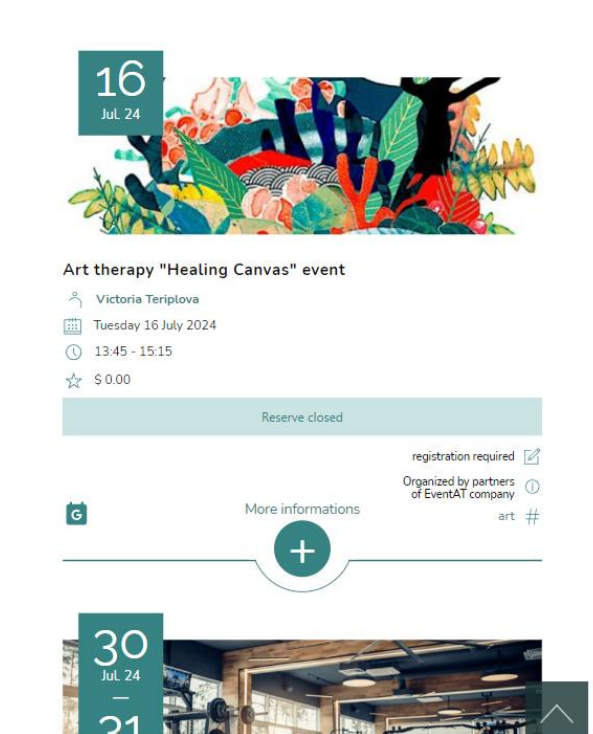 16
Jul. 24
Art therapy "Healing Canvas" event
Victoria Teriplova
Tuesday 16 July 2024
13:45 - 15:15
$ 0.00
Reserve closed
registration required
Organized by partners
of EventAT company
art #
G
More informations
+
30
Jul. 24
—
31